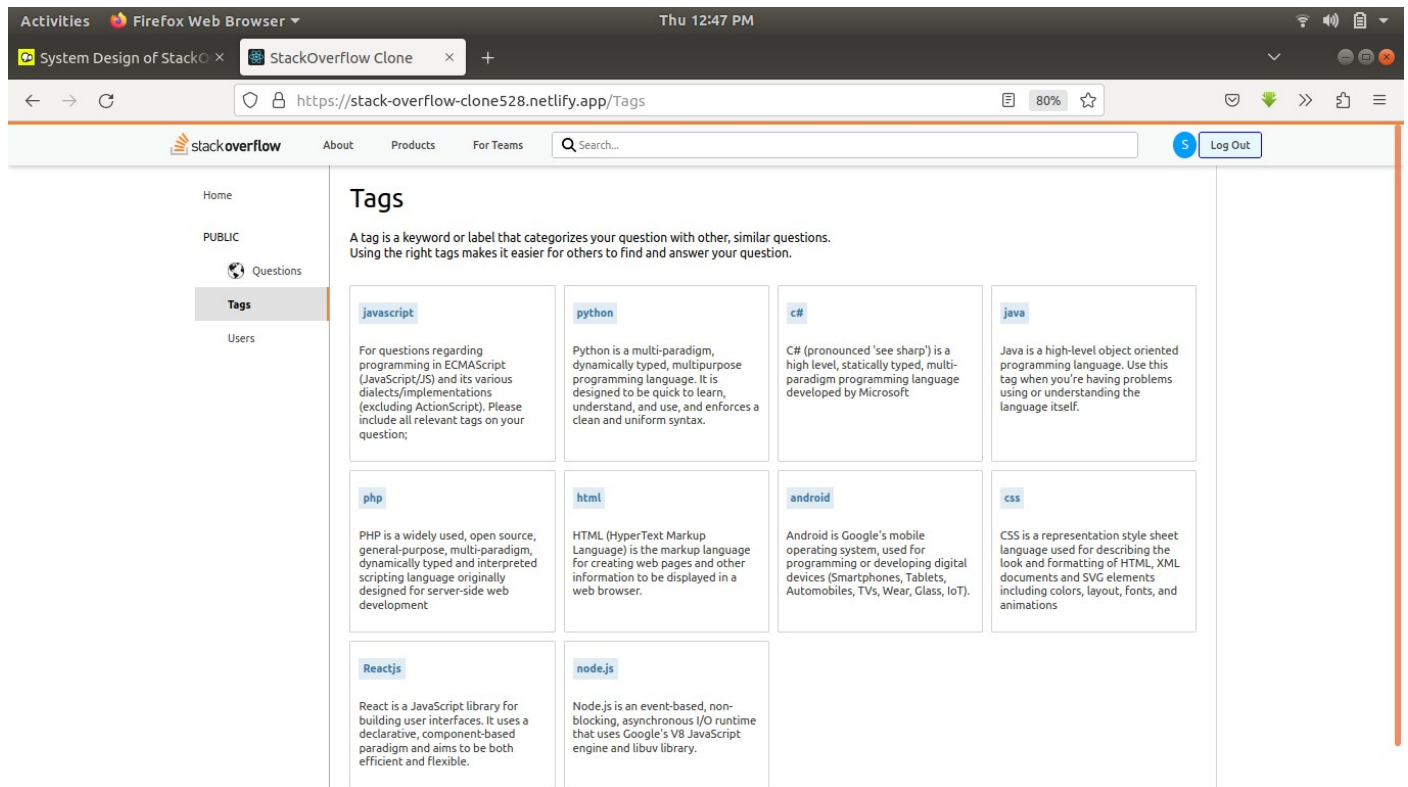 Activities Firefox Web Browser Thu 12:47 PM
System Design of StackO StackOverflow Clone
https://stack-overflow-clone528.netlify.app/Tags 80%
stackoverflow About Products For Teams Search... S Log Out
Home
PUBLIC
Questions
Tags
Users
Tags
A tag is a keyword or label that categorizes your question with other, similar questions.
Using the right tags makes it easier for others to find and answer your question.
javascript
For questions regarding
programming in ECMAScript
(JavaScript/JS) and its various
dialects/implementations
(excluding ActionScript). Please
include all relevant tags on your
question;
python
Python is a multi-paradigm,
dynamically typed, multipurpose
programming language. It is
designed to be quick to learn,
understand, and use, and enforces a
clean and uniform syntax.
c#
C# (pronounced 'see sharp') is a
high level, statically typed, multi-
paradigm programming language
developed by Microsoft
java
Java is a high-level object oriented
programming language. Use this
tag when you're having problems
using or understanding the
language itself.
php
PHP is a widely used, open source,
general-purpose, multi-paradigm,
dynamically typed and interpreted
scripting language originally
designed for server-side web
development
html
HTML (HyperText Markup
Language) is the markup language
for creating web pages and other
information to be displayed in a
web browser.
android
Android is Google's mobile
operating system, used for
programming or developing digital
devices (Smartphones, Tablets,
Automobiles, TVs, Wear, Glass, IoT).
css
CSS is a representation style sheet
language used for describing the
look and formatting of HTML, XML
documents and SVG elements
including colors, layout, fonts, and
animations
Reactjs
React is a JavaScript library for
building user interfaces. It uses a
declarative, component-based
paradigm and aims to be both
efficient and flexible.
node.js
Node.js is an event-based, non-
blocking, asynchronous I/O runtime
that uses Google's V8 JavaScript
engine and libuv library.